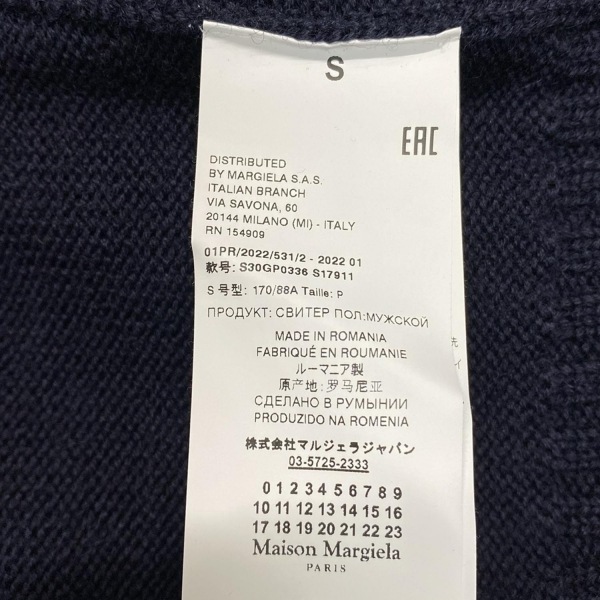 S
EAC
DISTRIBUTED
BY MARGIELA S.A.S.
ITALIAN BRANCH
VIA SAVONA, 60
20144 MILANO (MI) - ITALY
RN 154909
01PR/2022/531/2 - 2022 01
款号: S30GP0336 S17911
S 号型: 170/88A Taille: P
ПРОДУКТ: СВИТЕР ПОЛ:МУЖСКОЙ
MADE IN ROMANIA
FABRIQUÉ EN ROUMANIE
ルーマニア製
原产地: 罗马尼亚
СДЕЛАНО В РУМЫНИИ
PRODUZIDO NA ROMENIA
株式会社マルジェラジャパン
03-5725-2333
0 1 2 3 4 5 6 7 8 9
10 11 12 13 14 15 16
17 18 19 20 21 22 23
Maison Margiela
PARIS